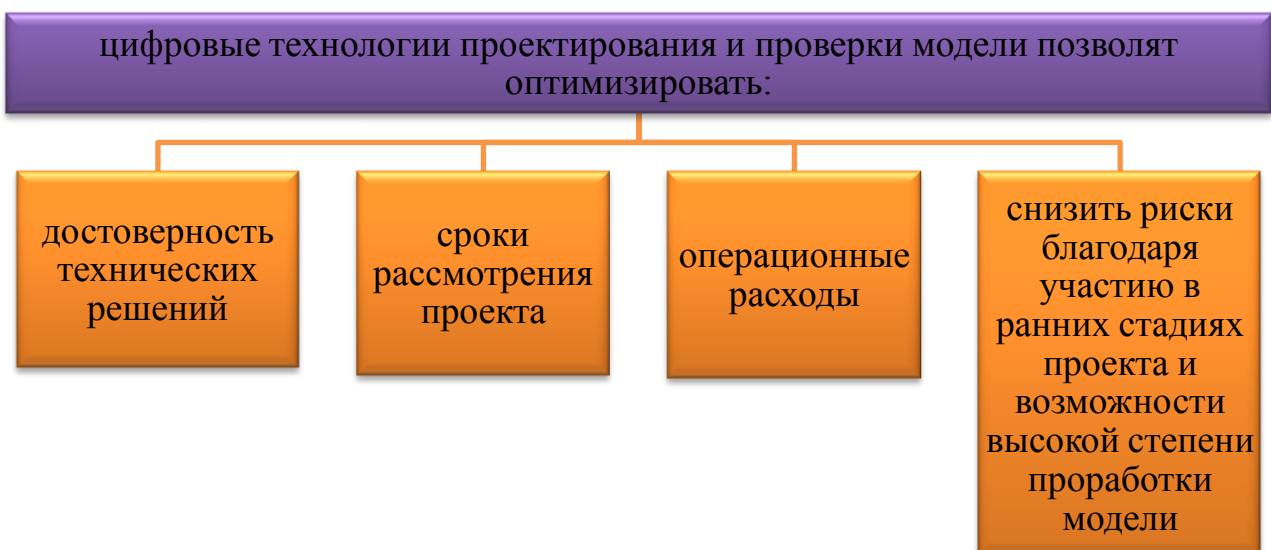 цифровые технологии проектирования и проверки модели позволят
оптимизировать:
достоверность
технических
решений
сроки
рассмотрения
проекта
операционные
расходы
снизить риски
благодаря
участию в
ранних стадиях
проекта и
возможности
высокой степени
проработки
модели